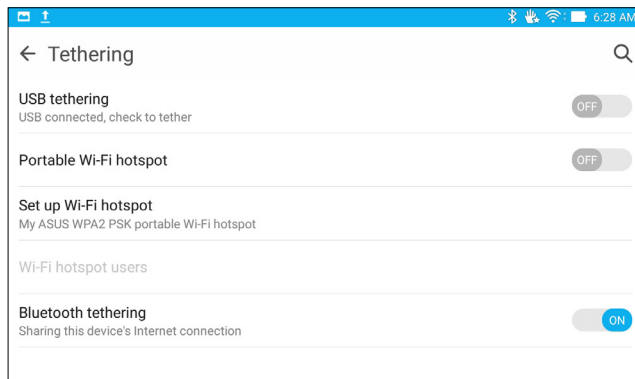 6:28 AM
Tethering
USB tethering
OFF
USB connected, check to tether
Portable Wi-Fi hotspot
OFF
Set up Wi-Fi hotspot
My ASUS WPA2 PSK portable Wi-Fi hotspot
Wi-Fi hotspot users
Bluetooth tethering
ON
Sharing this device's Internet connection